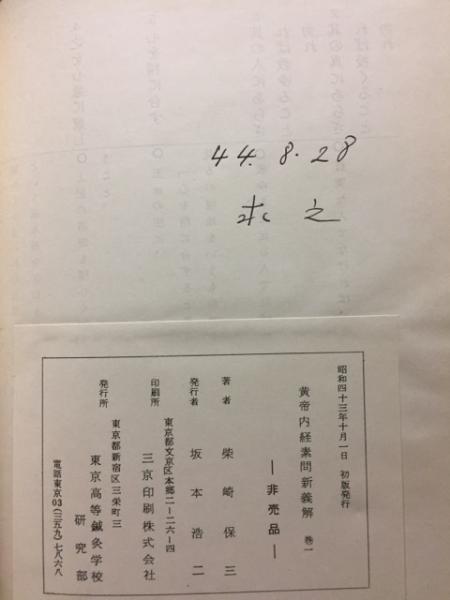 44.8.28
求之
昭和四十三年十月一日 初版発行
黄帝内経素問新義解 巻一
―非売品―
著者 柴崎保三
発行者 坂本浩二
東京都文京区本郷二ー二六ー四
印刷所 三京印刷株式会社
東京都新宿区三栄町三
発行所 東京高等鍼灸学校
研究部
電話東京03(三五九)七八六八